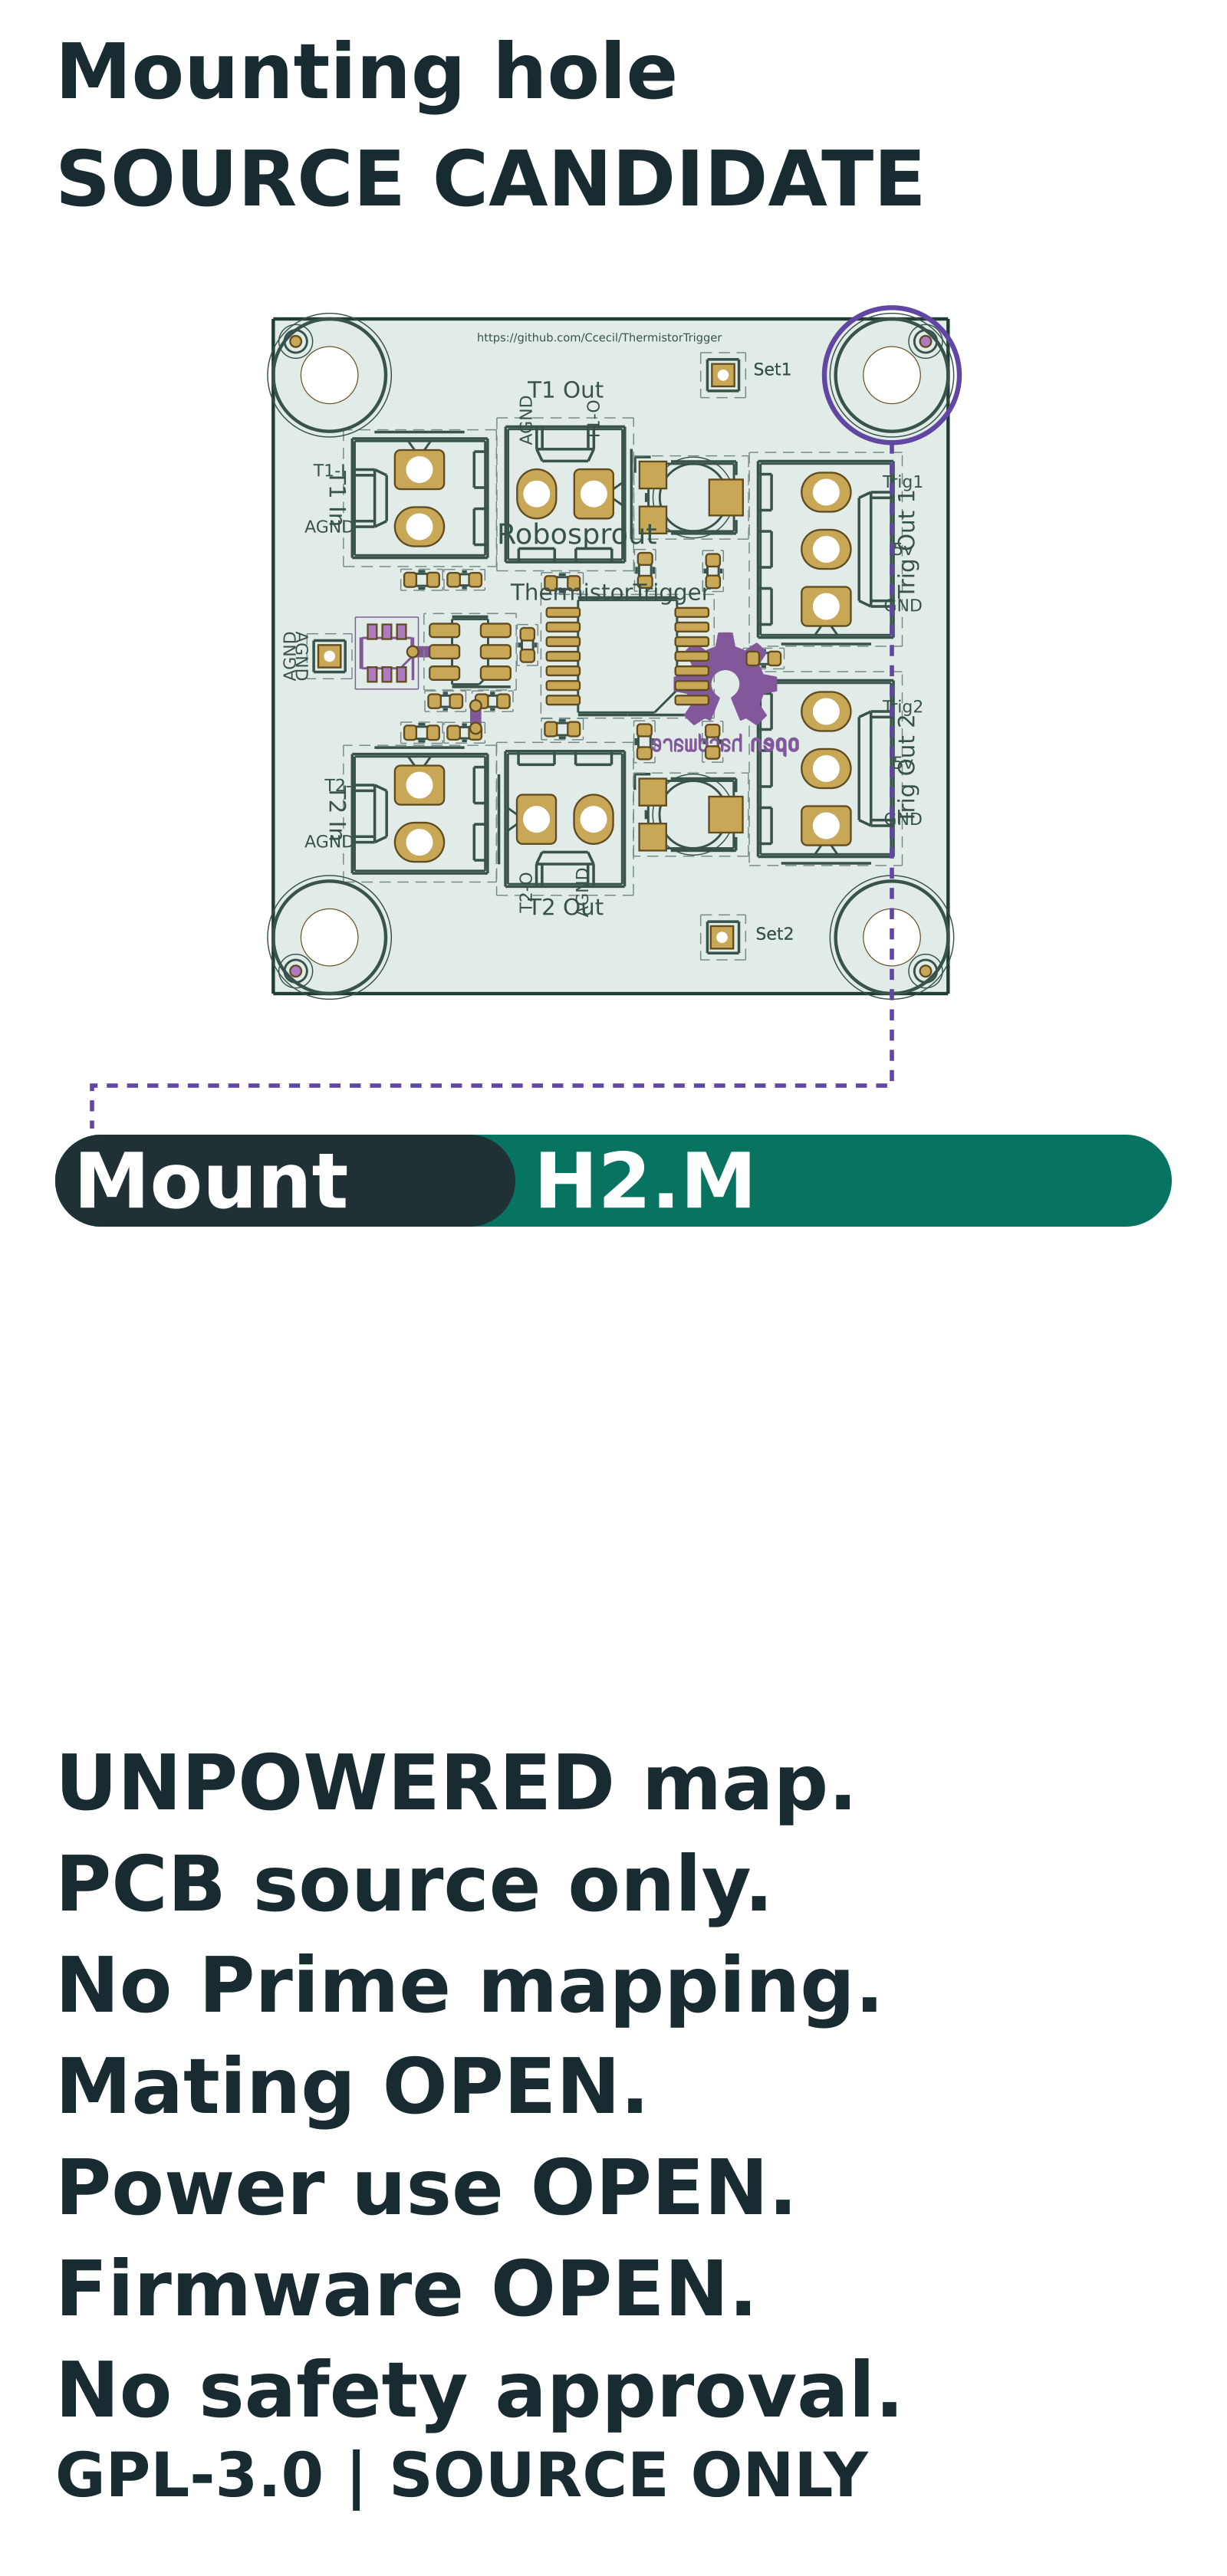 Mounting hole
SOURCE CANDIDATE
https://github.com/Ccecil/ThermistorTrigger
Set1
T1 Out
AGND
T1-O
T1-I
T1 In
AGND
Robosprout
ThermistorTrigger
Trig1
Trig Out 1
5v
GND
AGND
AGND
open hardware
Trig2
Trig Out 2
5v
GND
T2 In
AGND
T2-O
AGND
T2 Out
Set2
Mount
H2.M
UNPOWERED map.
PCB source only.
No Prime mapping.
Mating OPEN.
Power use OPEN.
Firmware OPEN.
No safety approval.
GPL-3.0 | SOURCE ONLY